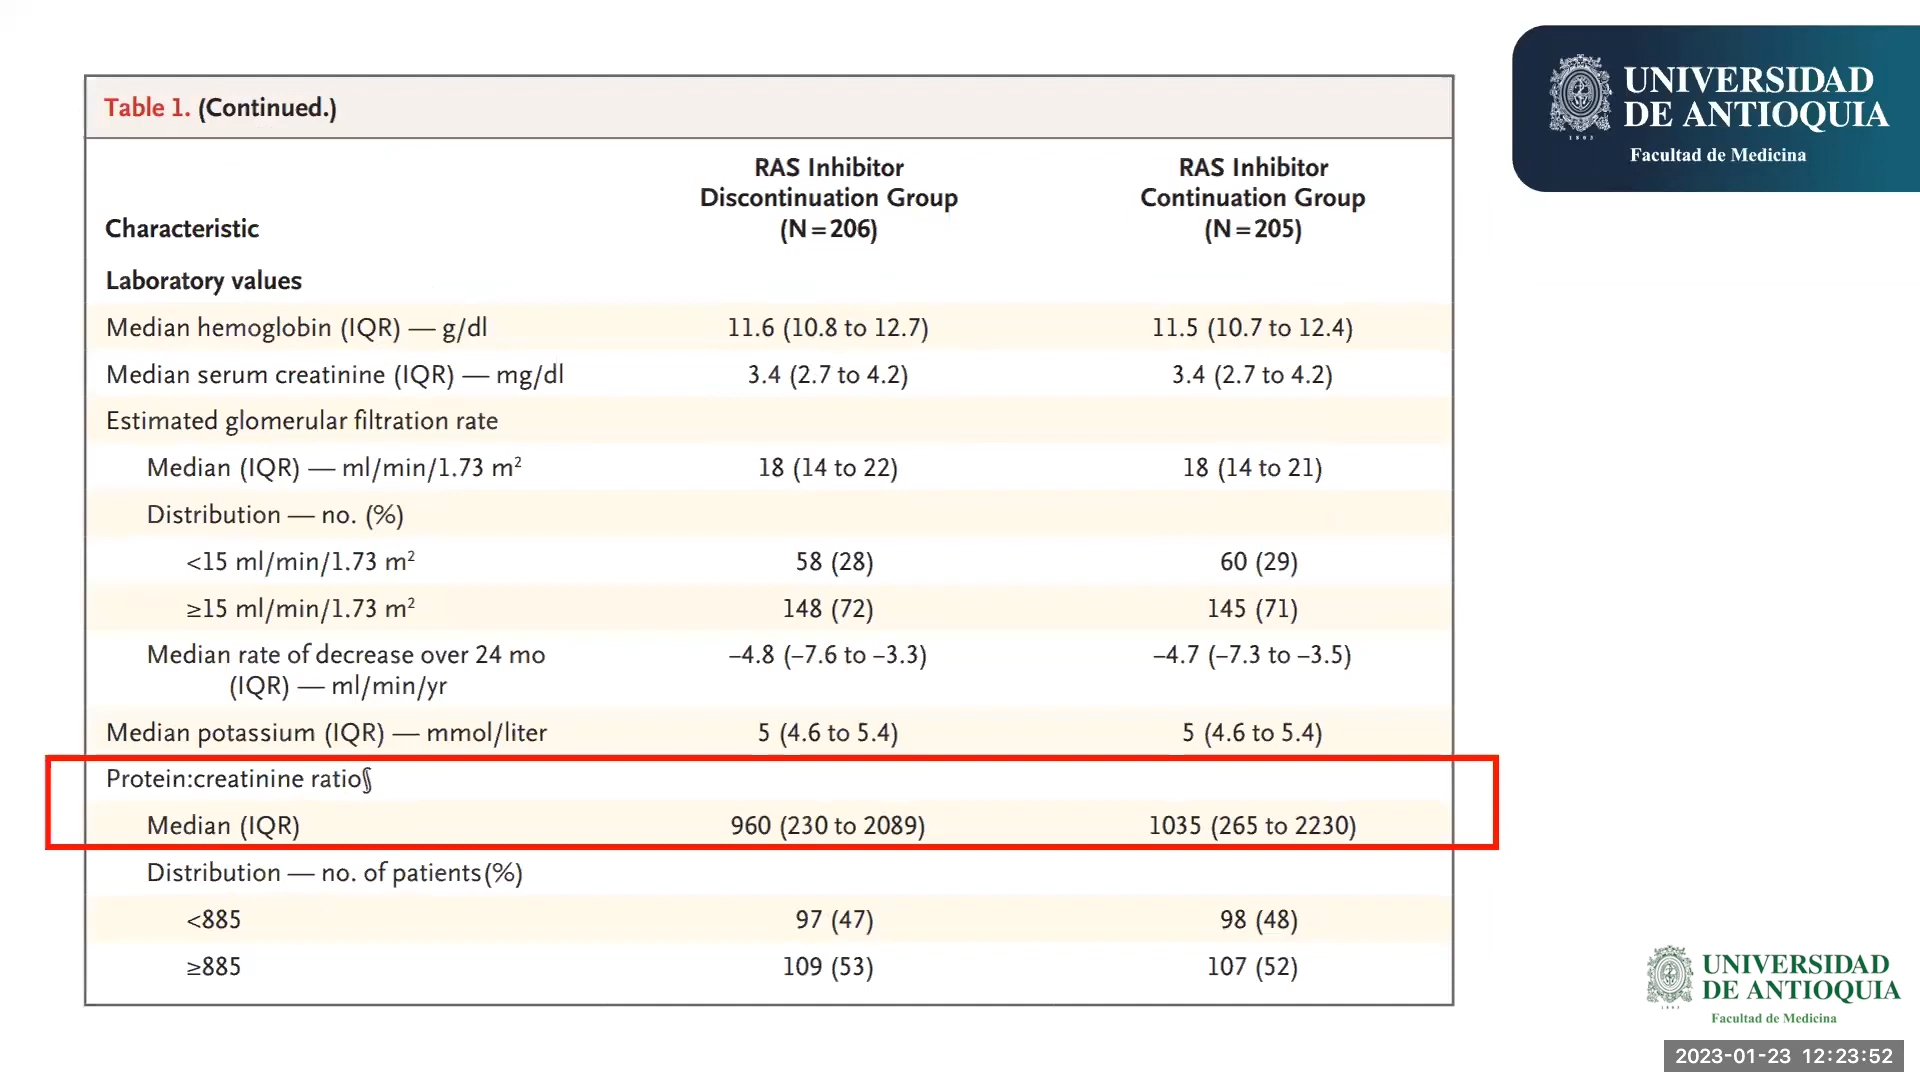 UNIVERSIDAD
DE ANTIOQUIA
1803
Facultad de Medicina
Table 1. (Continued.)
Characteristic RAS Inhibitor Discontinuation Group (N=206) RAS Inhibitor Continuation Group (N=205)
Laboratory values
Median hemoglobin (IQR) — g/dl 11.6 (10.8 to 12.7) 11.5 (10.7 to 12.4)
Median serum creatinine (IQR) — mg/dl 3.4 (2.7 to 4.2) 3.4 (2.7 to 4.2)
Estimated glomerular filtration rate
Median (IQR) — ml/min/1.73 m² 18 (14 to 22) 18 (14 to 21)
Distribution — no. (%)
<15 ml/min/1.73 m² 58 (28) 60 (29)
≥15 ml/min/1.73 m² 148 (72) 145 (71)
Median rate of decrease over 24 mo –4.8 (–7.6 to –3.3) –4.7 (–7.3 to –3.5)
(IQR) — ml/min/yr
Median potassium (IQR) — mmol/liter 5 (4.6 to 5.4) 5 (4.6 to 5.4)
Protein:creatinine ratio§
Median (IQR) 960 (230 to 2089) 1035 (265 to 2230)
Distribution — no. of patients (%)
<885 97 (47) 98 (48)
≥885 109 (53) 107 (52)
UNIVERSIDAD
DE ANTIOQUIA
1803
Facultad de Medicina
2023-01-23 12:23:52